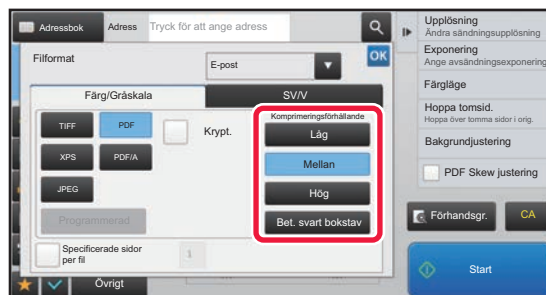 Adressbok
Adress
Tryck för att ange adress
Filformat
E-post
OK
Färg/Gråskala
SV/V
TIFF
PDF
Krypt.
XPS
PDF/A
JPEG
Programmerad
Komprimeringsförhållande
Låg
Mellan
Hög
Bet. svart bokstav
Specificerade sidor
per fil
1
Övrigt
Upplösning
Ändra sändningsupplösning
Exponering
Ange avsändningsexponering
Färgläge
Hoppa tomsid.
Hoppa över tomma sidor i orig.
Bakgrundjustering
PDF Skew justering
Förhandsgr.
CA
Start